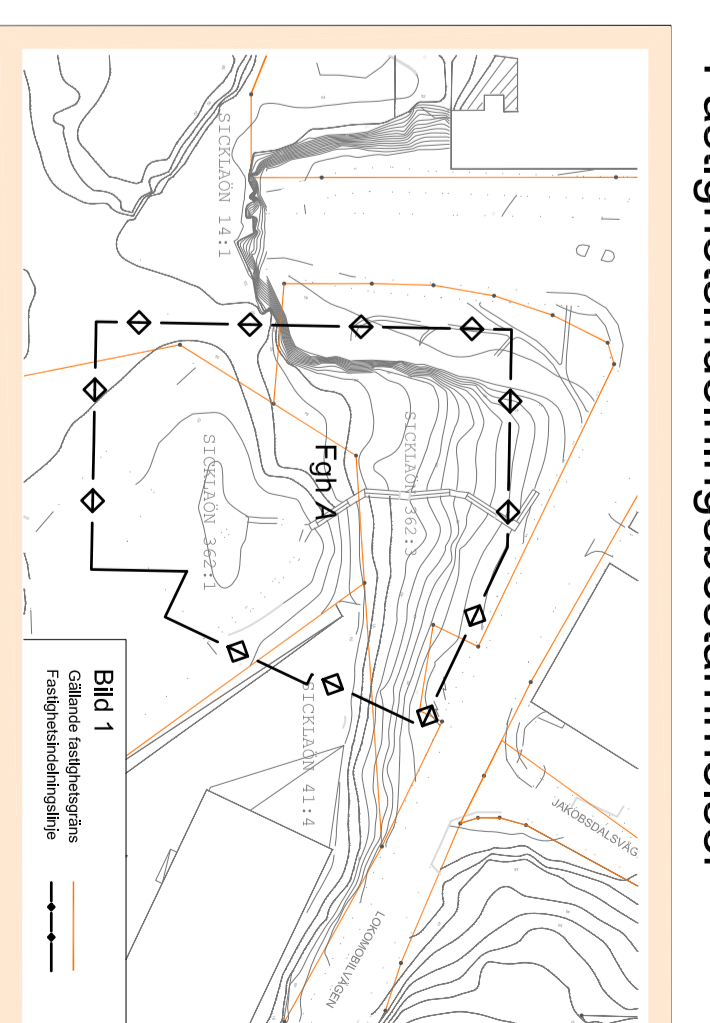 Fastighetsindelningsbestämmelser
SICKLAÖN 14:1
SICKLAÖN 362:3
Fgh A
SICKLAÖN 362:1
SICKLAÖN 41:4
JAKOBSDALSVÄG
LOKOMOBILVÄGEN
Bild 1
Gällande fastighetsgräns
Fastighetsindelningslinje